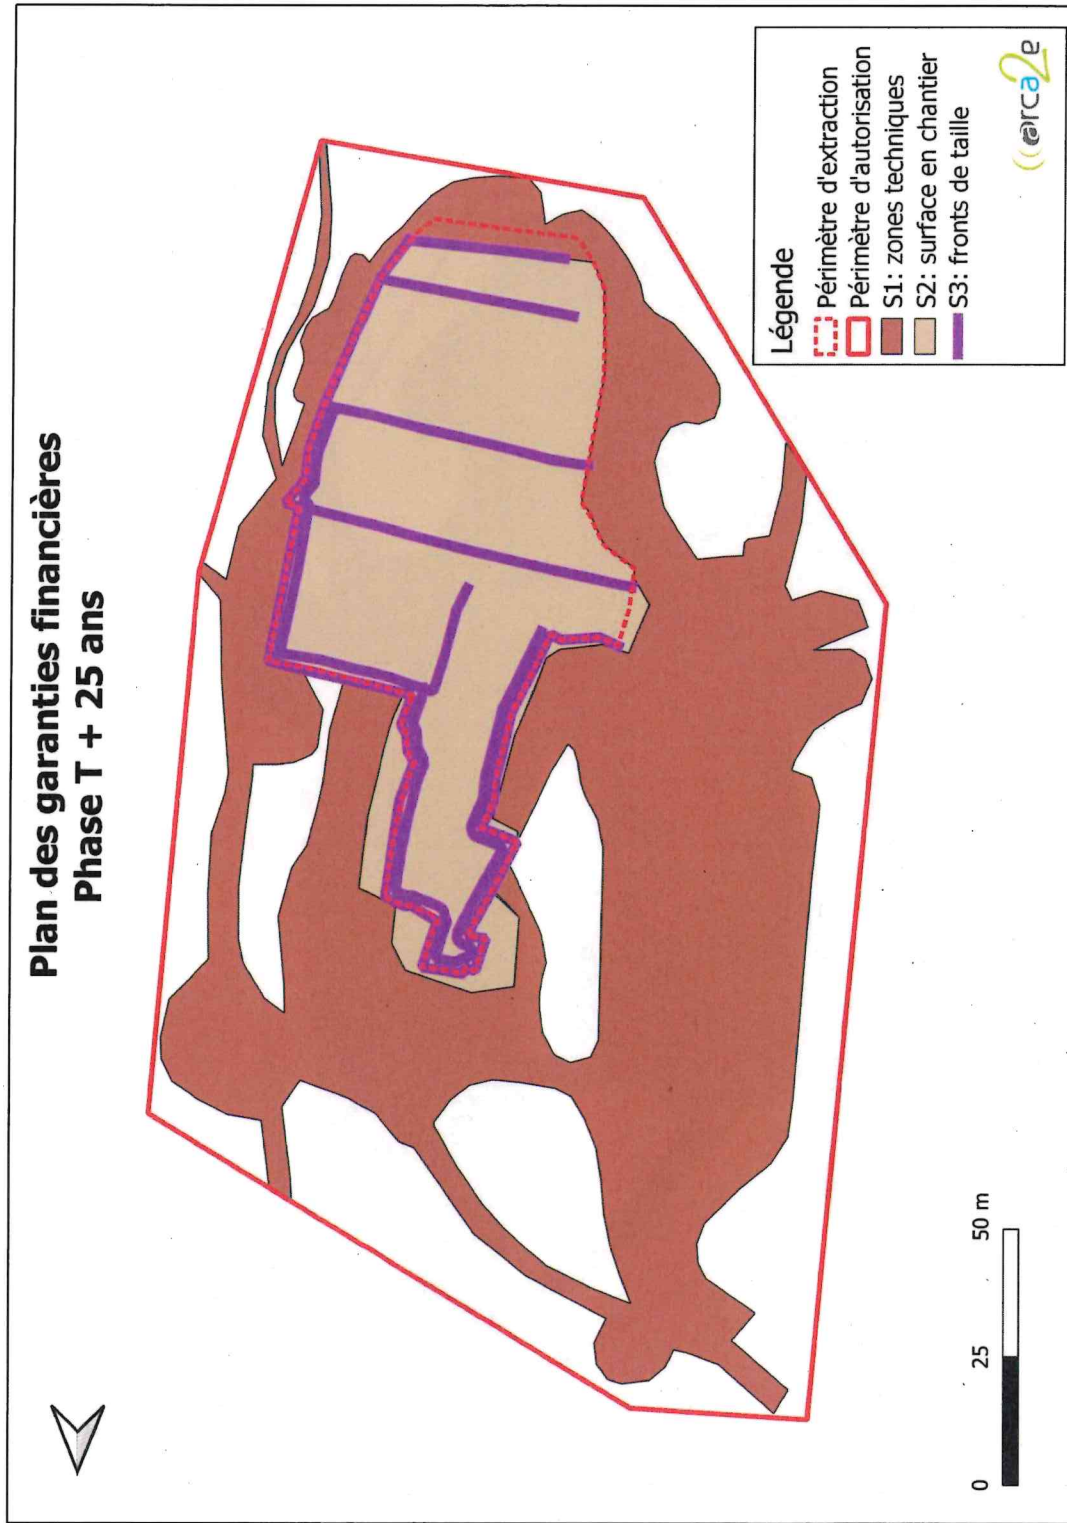 Plan des garanties financières
Phase T + 25 ans
Légende
Périmètre d'extraction
Périmètre d'autorisation
S1: zones techniques
S2: surface en chantier
S3: fronts de taille
((arca2e
0 25 50 m